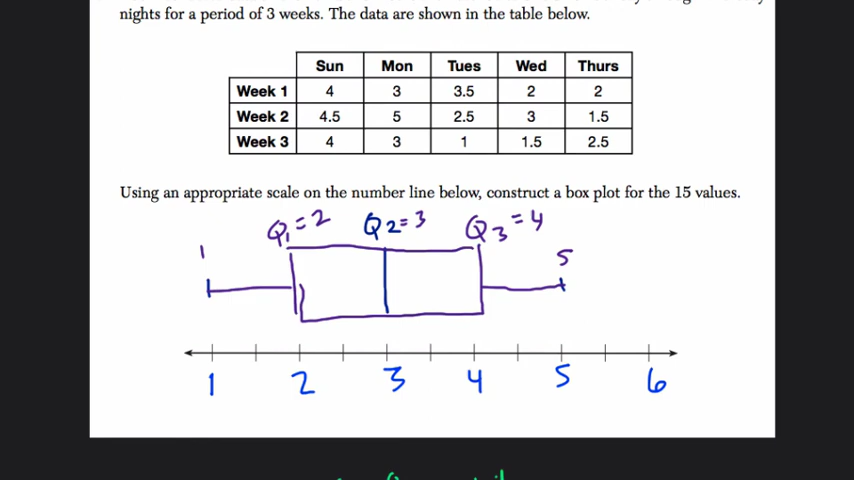 nights for a period of 3 weeks. The data are shown in the table below.
Sun Mon Tues Wed Thurs
Week 1 4 3 3.5 2 2
Week 2 4.5 5 2.5 3 1.5
Week 3 4 3 1 1.5 2.5
Using an appropriate scale on the number line below, construct a box plot for the 15 values.
Q1=2 Q2=3 Q3=4
1 5
1 2 3 4 5 6